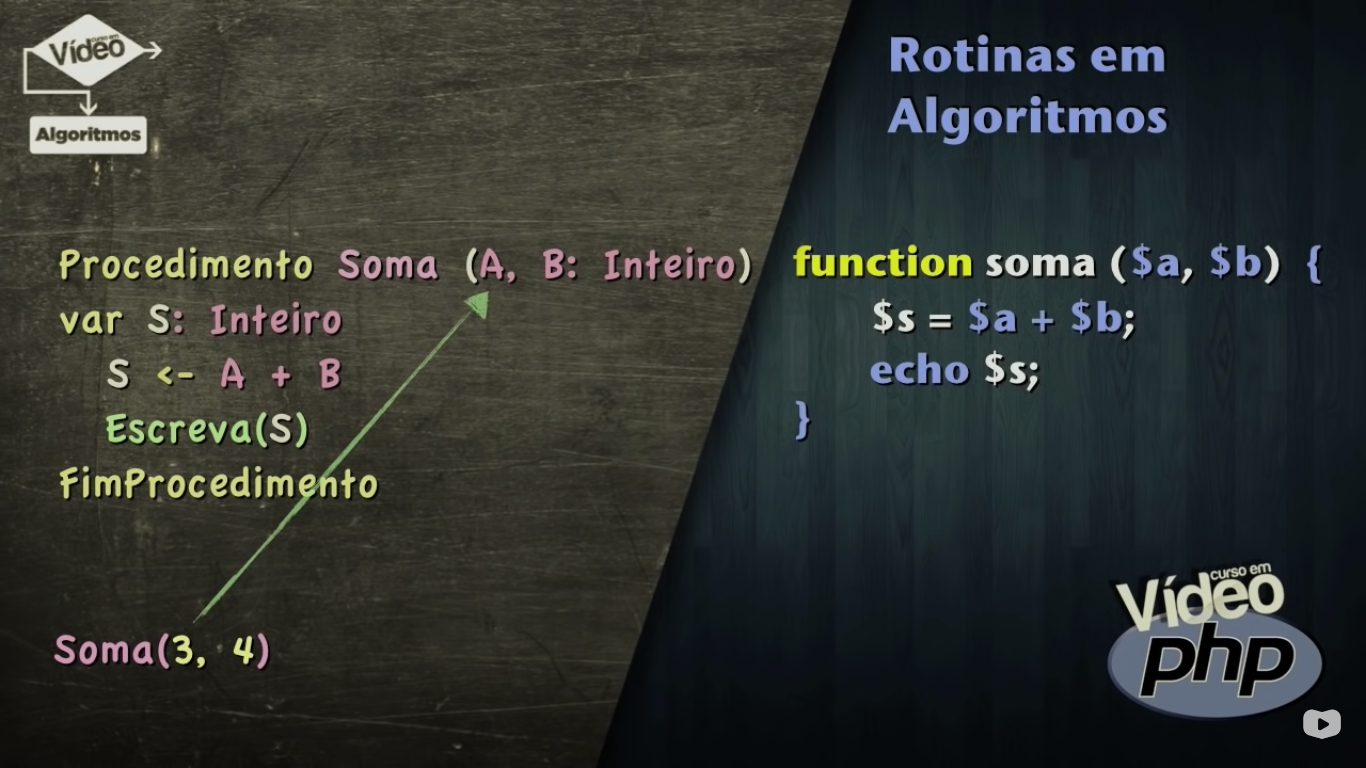 curso em
Vídeo
Algoritmos
Rotinas em
Algoritmos
Procedimento Soma (A, B: Inteiro)
var S: Inteiro
S <- A + B
Escreva(S)
FimProcedimento
Soma(3, 4)
function soma ($a, $b) {
$s = $a + $b;
echo $s;
}
curso em
Vídeo
php